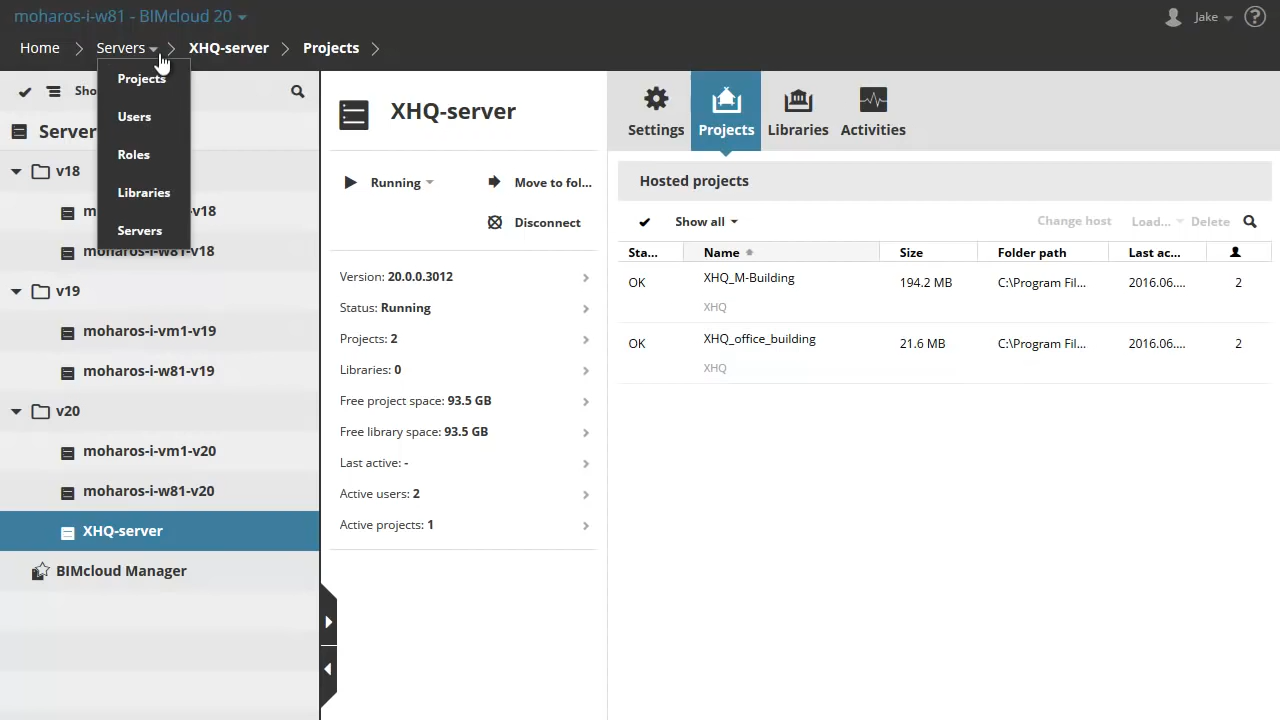 moharos-i-w81 - BIMcloud 20
Jake
Home Servers XHQ-server Projects
Projects
Users
Roles
Libraries
Servers
Server
v18
v18
moharos-i-w81-v18
v19
moharos-i-vm1-v19
moharos-i-w81-v19
v20
moharos-i-vm1-v20
moharos-i-w81-v20
XHQ-server
BIMcloud Manager
XHQ-server
Running Move to fol...
Disconnect
Version: 20.0.0.3012
Status: Running
Projects: 2
Libraries: 0
Free project space: 93.5 GB
Free library space: 93.5 GB
Last active: -
Active users: 2
Active projects: 1
Settings Projects Libraries Activities
Hosted projects
Show all Change host Load... Delete
Sta... Name Size Folder path Last ac...
OK XHQ_M-Building 194.2 MB C:\Program Fil... 2016.06.... 2
XHQ
OK XHQ_office_building 21.6 MB C:\Program Fil... 2016.06.... 2
XHQ